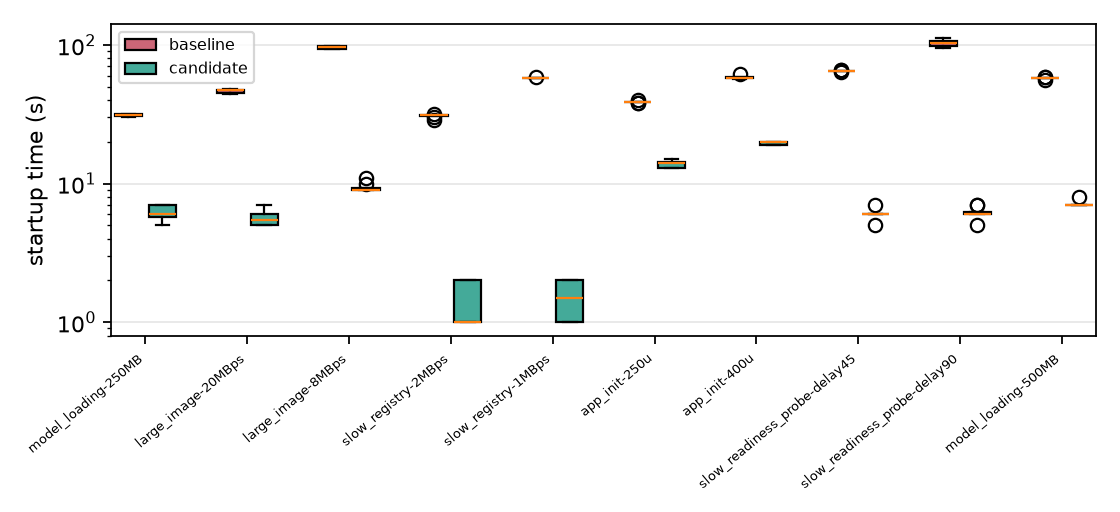 startup time (s)
10²
10¹
10⁰
baseline
candidate
model_loading-250MB
large_image-20MBps
large_image-8MBps
slow_registry-2MBps
slow_registry-1MBps
app_init-250u
app_init-400u
slow_readiness_probe-delay45
slow_readiness_probe-delay90
model_loading-500MB